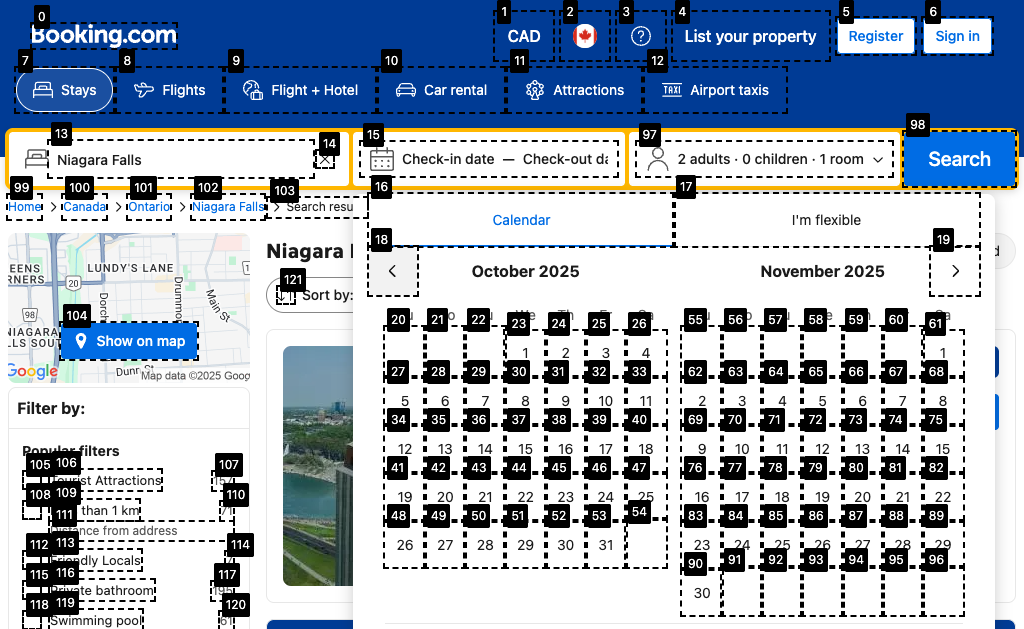 Booking.com
CAD
List your property
Register
Sign in
Stays
Flights
Flight + Hotel
Car rental
Attractions
TAXI
Airport taxis
Niagara Falls
Check-in date — Check-out da
2 adults · 0 children · 1 room
Search
Home
Canada
Ontario
Niagara Falls
Search resu
Calendar
I'm flexible
October 2025
November 2025
1 2 3 4
5 6 7 8 9 10 11
12 13 14 15 16 17 18
19 20 21 22 23 24 25
26 27 28 29 30 31
1
2 3 4 5 6 7 8
9 10 11 12 13 14 15
16 17 18 19 20 21 22
23 24 25 26 27 28 29
30
Niagara
Sort by:
LUNDY'S LANE
20
98
Main St
Show on map
Google
Map data ©2025 Goog
Filter by:
Popular filters
Tourist Attractions
than 1 km
Distance from address
Friendly Locals
Private bathroom
Swimming pool
0
1
2
3
4
5
6
7
8
9
10
11
12
13
14
15
16
17
18
19
20 21 22 23 24 25 26
27 28 29 30 31 32 33
34 35 36 37 38 39 40
41 42 43 44 45 46 47
48 49 50 51 52 53 54
55 56 57 58 59 60 61
62 63 64 65 66 67 68
69 70 71 72 73 74 75
76 77 78 79 80 81 82
83 84 85 86 87 88 89
90 91 92 93 94 95 96
97
98
99
100
101
102
103
104
105
106
107
108
109
110
111
112
113
114
115
116
117
118
119
120
121